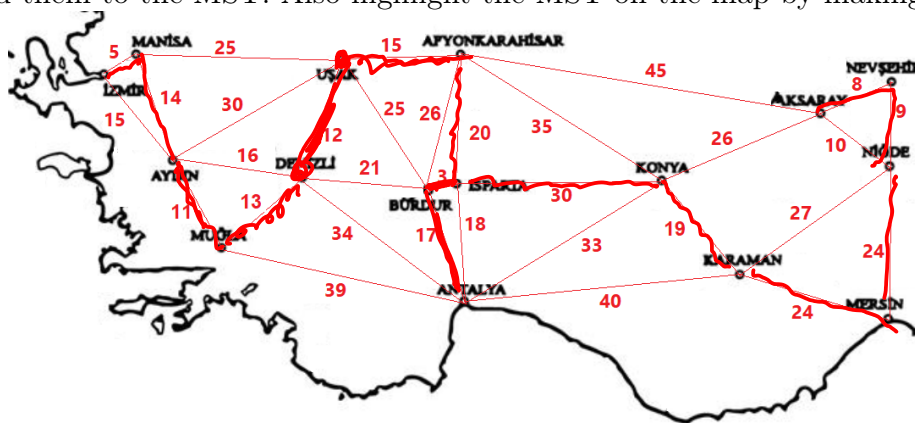 d them to the MST. Also highlight the MST on the map by making
MANİSA 25 15 AFYONKARAHİSAR
5
UŞAK 45 NEVŞEHİR
İZMİR 8
14 AKSARAY
30 25 26 35 9
15 12 20 26 10
16 NİĞDE
AYDIN DENİZLİ 21 3 ISPARTA KONYA
30
BÜRDUR
11 13 27
MUĞLA 34 17 18 33 19 24
KARAMAN
39 ANTALYA 40
24 MERSİN